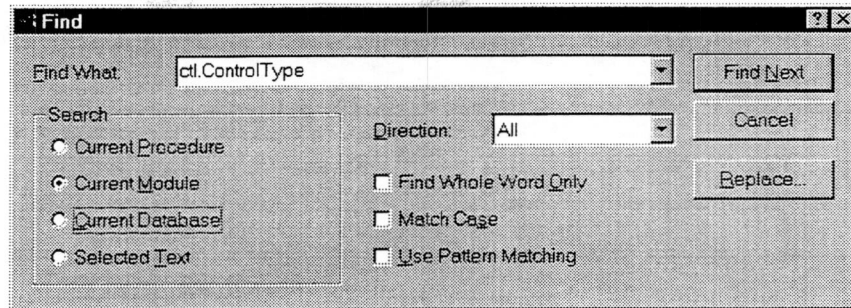 Find
Find What: ctl.ControlType Find Next
Search
Current Procedure
Current Module
Current Database
Selected Text
Direction: All
Find Whole Word Only
Match Case
Use Pattern Matching
Cancel
Replace...